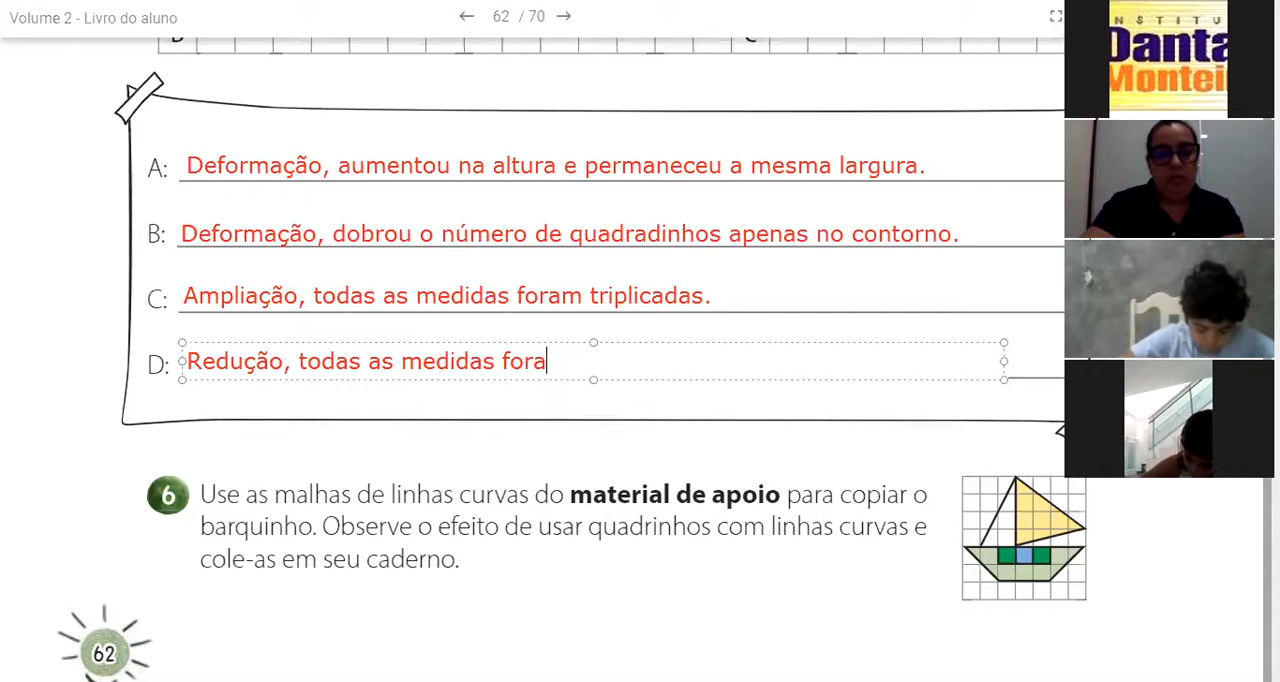 Volume 2 - Livro do aluno
← 62 / 70 →
INSTITU
Danta
Montei
A: Deformação, aumentou na altura e permaneceu a mesma largura.
B: Deformação, dobrou o número de quadradinhos apenas no contorno.
C: Ampliação, todas as medidas foram triplicadas.
D: Redução, todas as medidas fora
6 Use as malhas de linhas curvas do material de apoio para copiar o
barquinho. Observe o efeito de usar quadrinhos com linhas curvas e
cole-as em seu caderno.
62